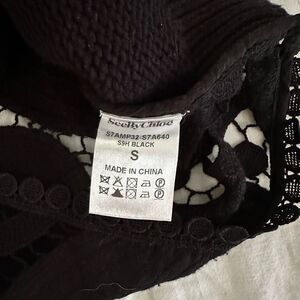 See By Chloé
S7AMP32-S7A640
S9H BLACK
S
MADE IN CHINA